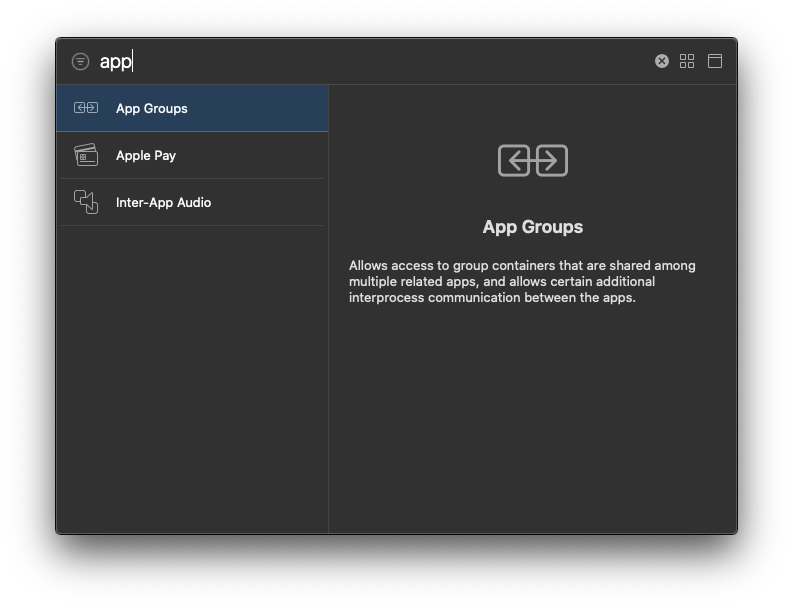 app
App Groups
Apple Pay
Inter-App Audio
App Groups
Allows access to group containers that are shared among
multiple related apps, and allows certain additional
interprocess communication between the apps.